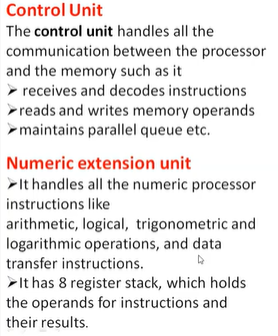 Control Unit
The control unit handles all the
communication between the processor
and the memory such as it
➢ receives and decodes instructions
➢reads and writes memory operands
➢maintains parallel queue etc.
Numeric extension unit
➢It handles all the numeric processor
instructions like
arithmetic, logical, trigonometric and
logarithmic operations, and data
transfer instructions.
➢It has 8 register stack, which holds
the operands for instructions and
their results.